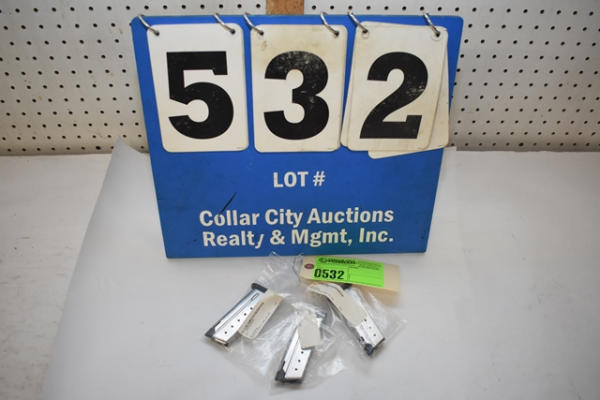 532
LOT #
Collar City Auctions
Realty & Mgmt, Inc.
0532